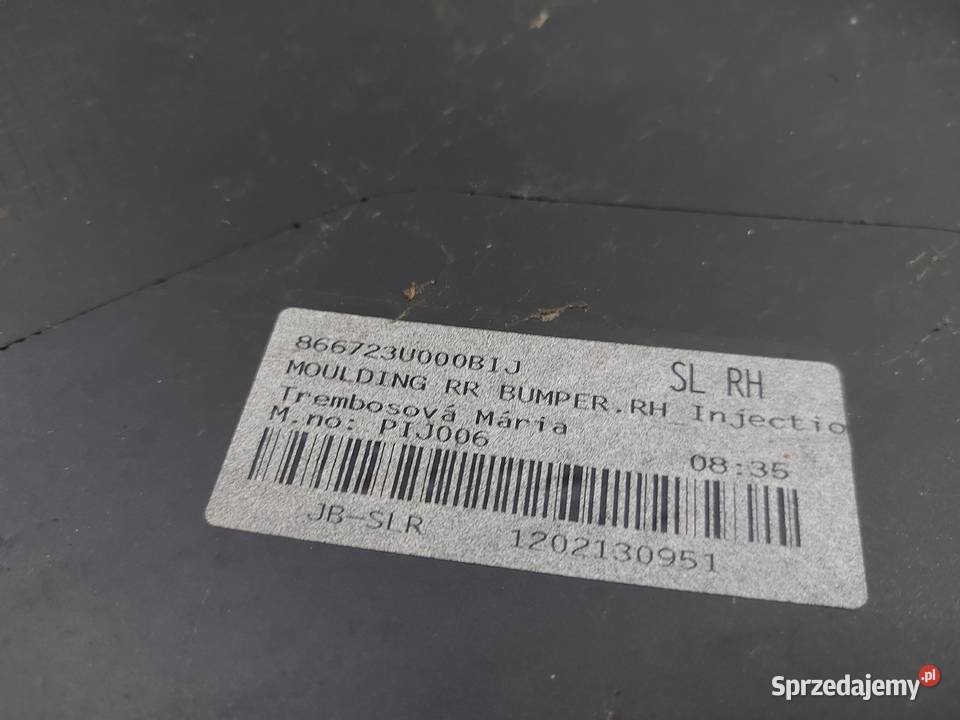 866723U000BIJ
SL RH
MOULDING RR BUMPER.RH_Injectio
Trembosová Mária
M.no: PIJ006
08:35
JB-SLR
1202130951
Sprzedajemy.pl